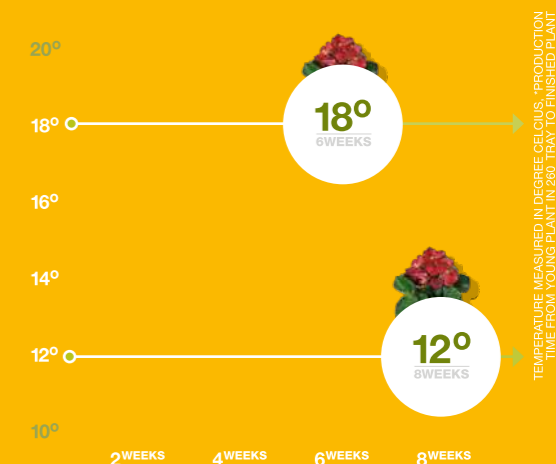 20º
18º
18º
6WEEKS
16º
14º
12º
12º
8WEEKS
10º
2WEEKS
4WEEKS
6WEEKS
8WEEKS
TEMPERATURE MEASURED IN DEGREE CELCIUS. *PRODUCTION
TIME FROM YOUNG PLANT IN 260 TRAY TO FINISHED PLANT